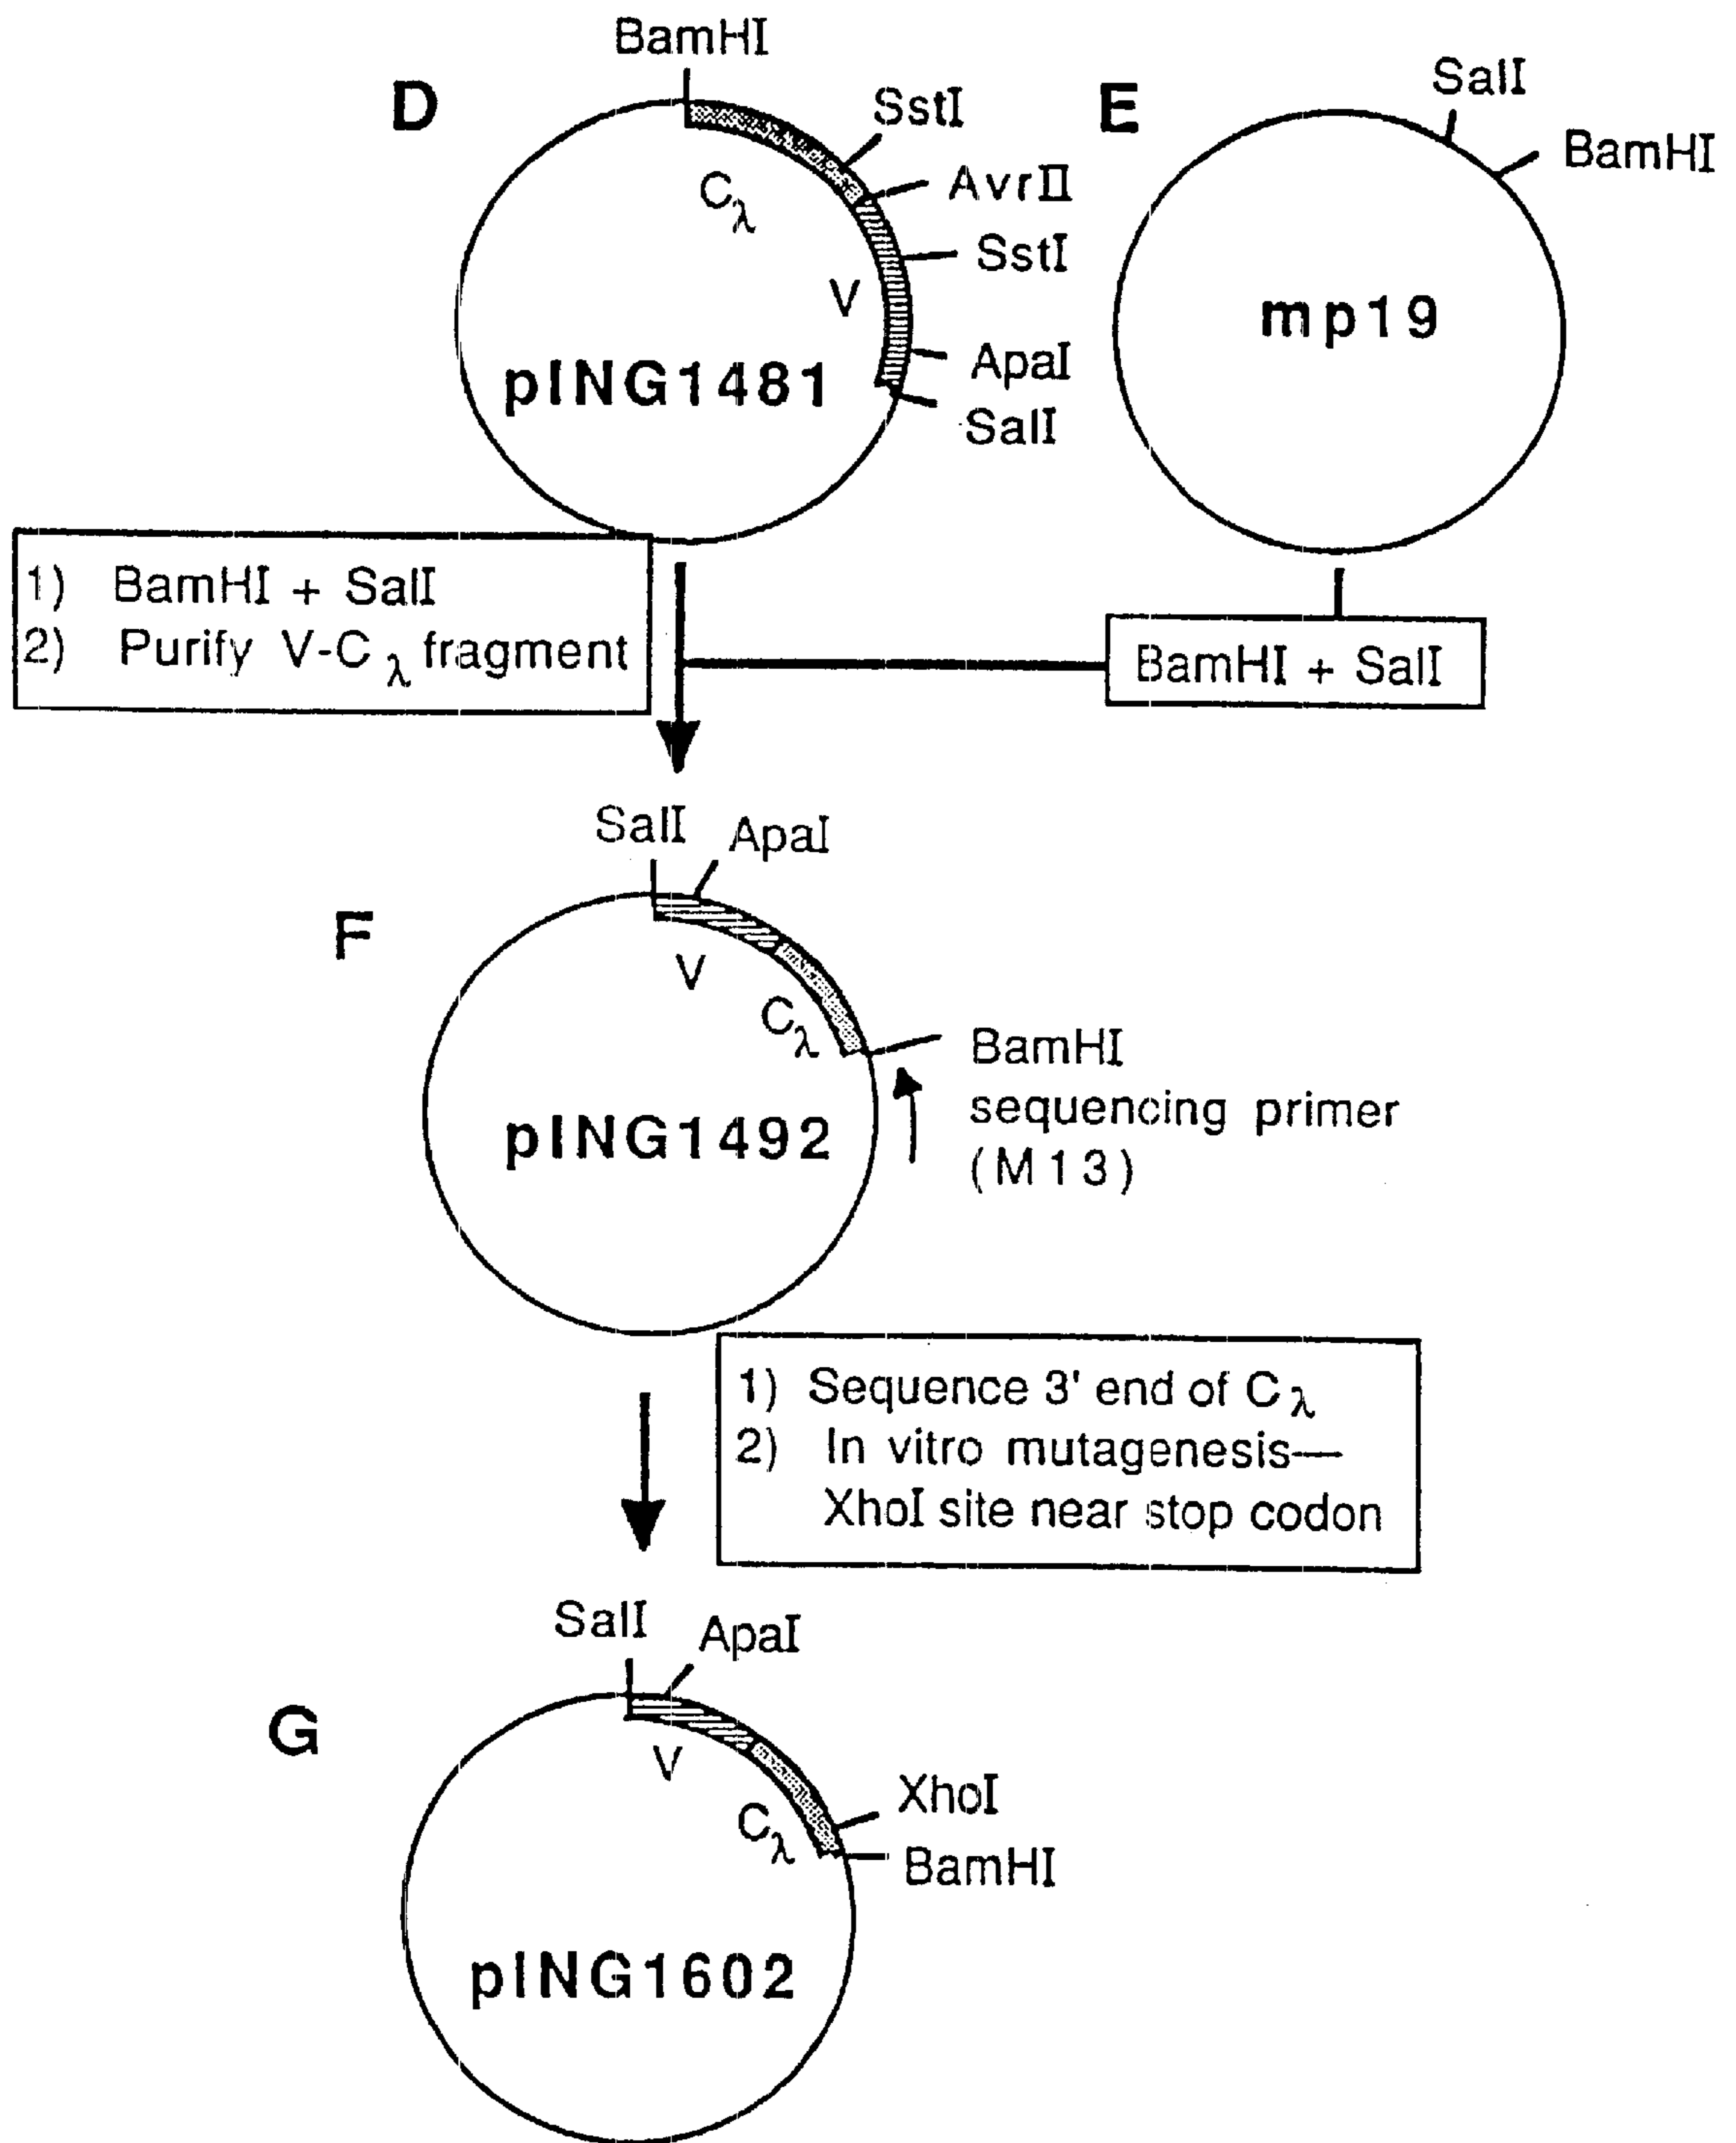 D
BamHI
SstI
AvrII
SstI
ApaI
SalI
Cλ
V
pING1481
E
SalI
BamHI
mp19
1) BamHI + SalI
2) Purify V-Cλ fragment
BamHI + SalI
F
SalI
ApaI
V
Cλ
BamHI
sequencing primer
(M13)
pING1492
1) Sequence 3' end of Cλ
2) In vitro mutagenesis—
XhoI site near stop codon
G
SalI
ApaI
V
Cλ
XhoI
BamHI
pING1602